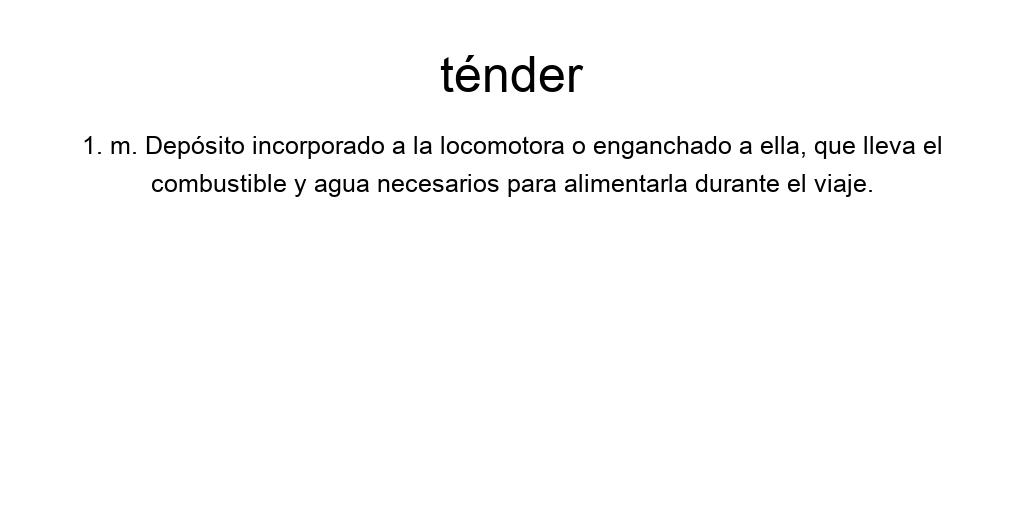 ténder
1. m. Depósito incorporado a la locomotora o enganchado a ella, que lleva el
combustible y agua necesarios para alimentarla durante el viaje.